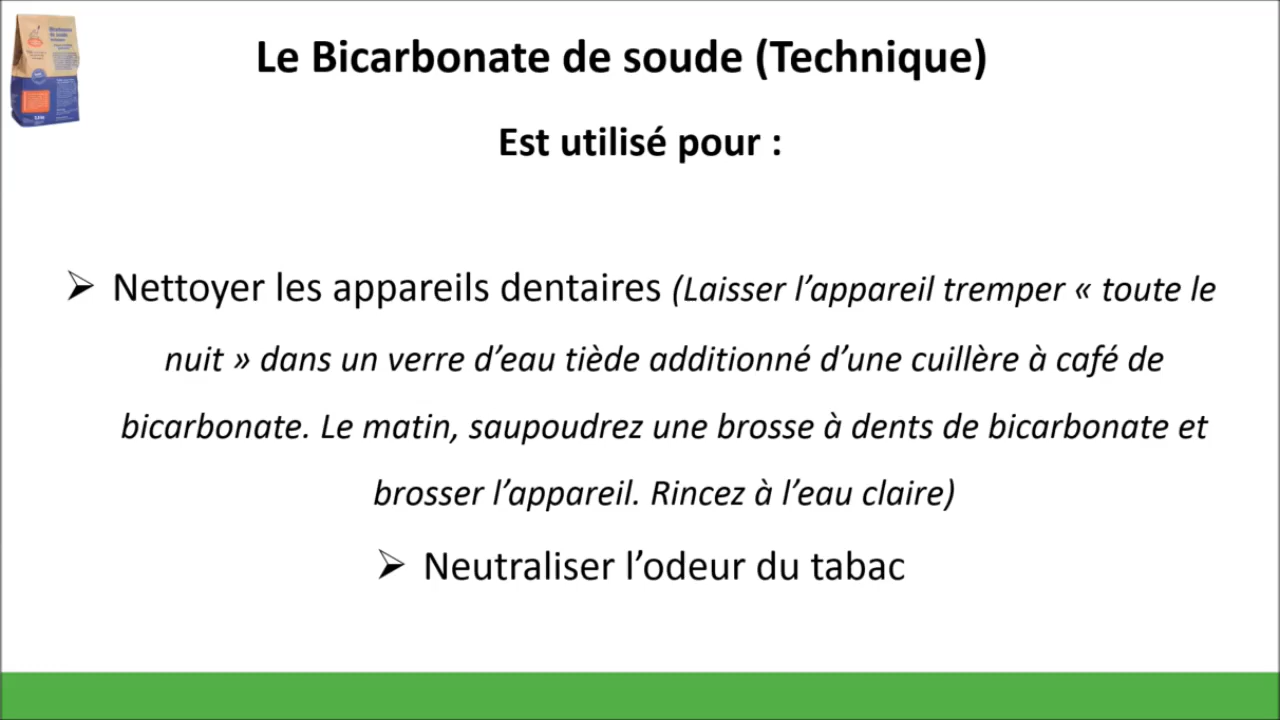 Le Bicarbonate de soude (Technique)
Est utilisé pour :
➢ Nettoyer les appareils dentaires (Laisser l’appareil tremper « toute le
nuit » dans un verre d’eau tiède additionné d’une cuillère à café de
bicarbonate. Le matin, saupoudrez une brosse à dents de bicarbonate et
brosser l’appareil. Rincez à l’eau claire)
➢ Neutraliser l’odeur du tabac